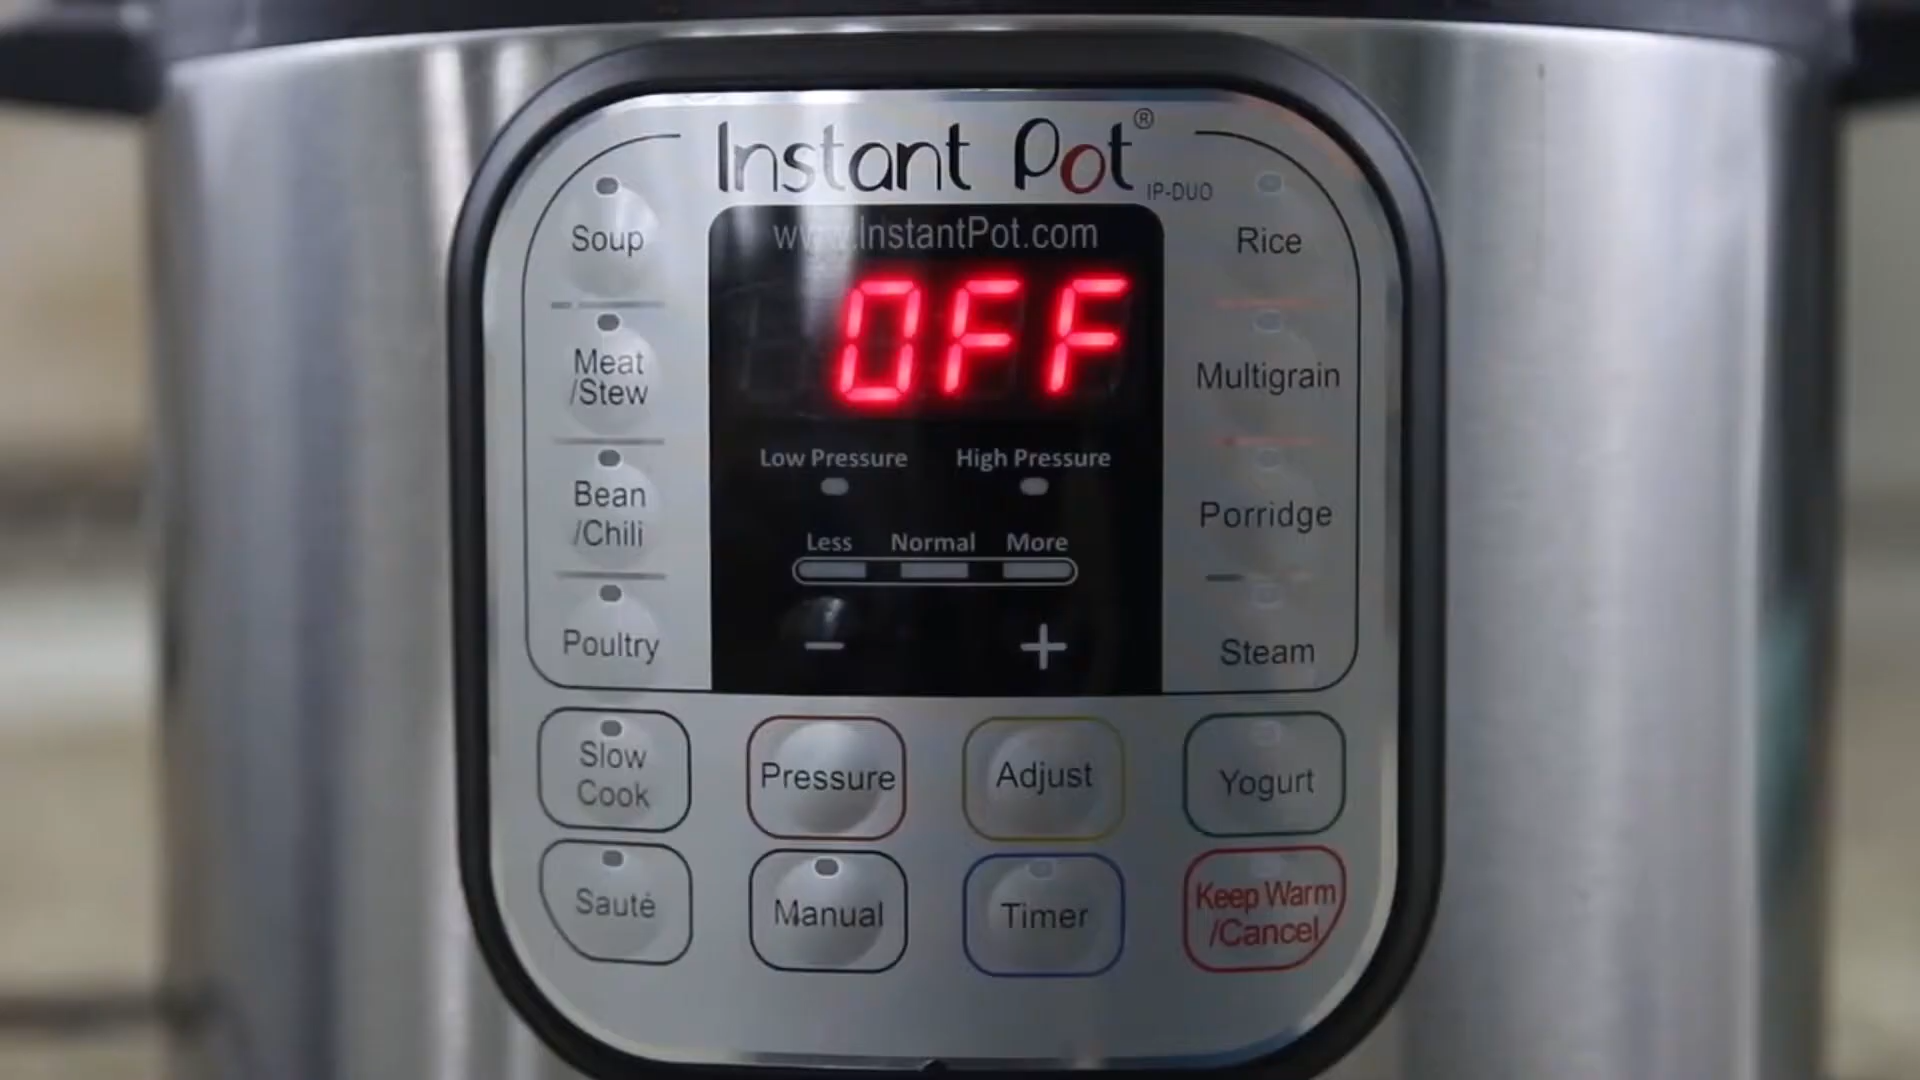 Instant Pot®
IP-DUO
www.InstantPot.com
OFF
Soup
Meat
/Stew
Bean
/Chili
Poultry
Low Pressure
High Pressure
Less Normal More
− +
Rice
Multigrain
Porridge
Steam
Slow
Cook
Pressure
Adjust
Yogurt
Sauté
Manual
Timer
Keep Warm
/Cancel